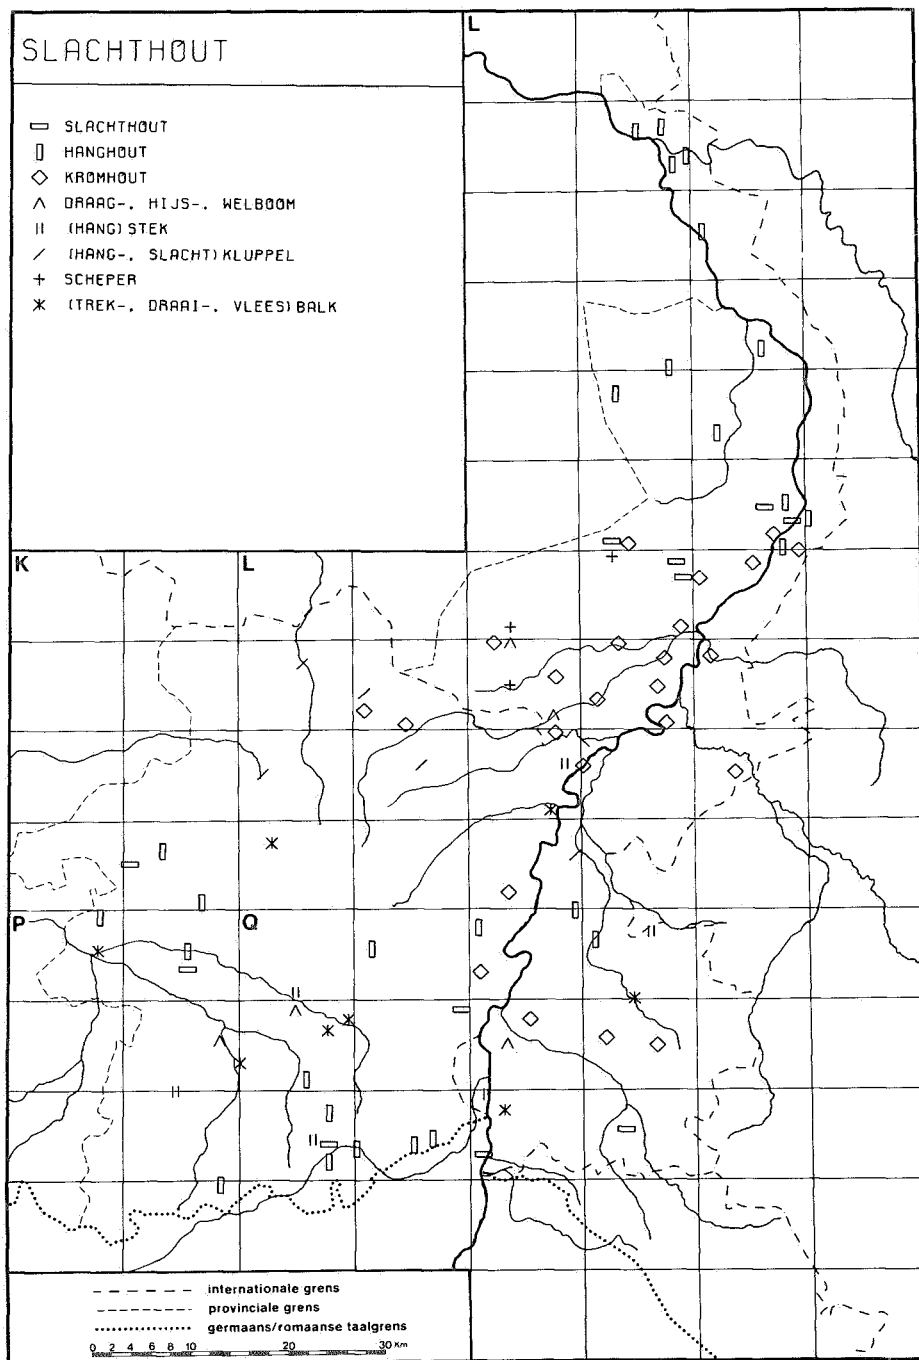 SLACHTHOUT
L
SLACHTHOUT
HANGHOUT
KROMHOUT
DRAAG-, HIJS-, WELBOOM
(HANG)STEK
(HANG-, SLACHT)KLUPPEL
SCHEPER
(TREK-, DRAAI-, VLEES)BALK
K
L
P
Q
internationale grens
provinciale grens
germaans/romaanse taalgrens
0 2 4 6 8 10 20 30 Km